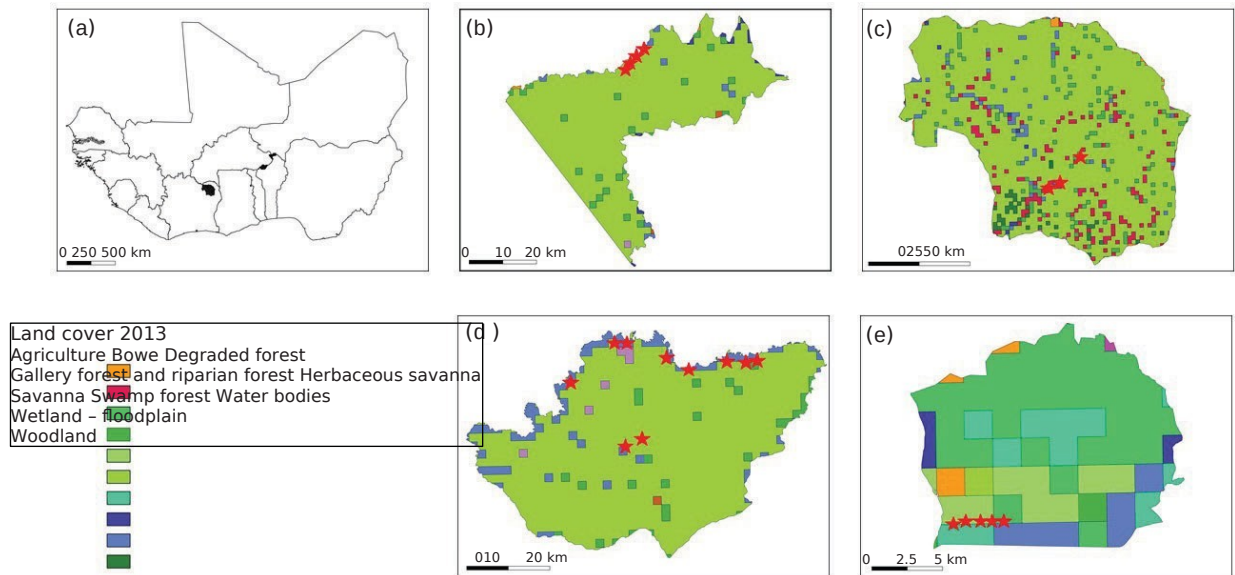 (a)
0 250 500 km
(b)
0 10 20 km
(c)
02550 km
Land cover 2013
Agriculture Bowe Degraded forest
Gallery forest and riparian forest Herbaceous savanna
Savanna Swamp forest Water bodies
Wetland – floodplain
Woodland
(d)
010 20 km
(e)
0 2.5 5 km